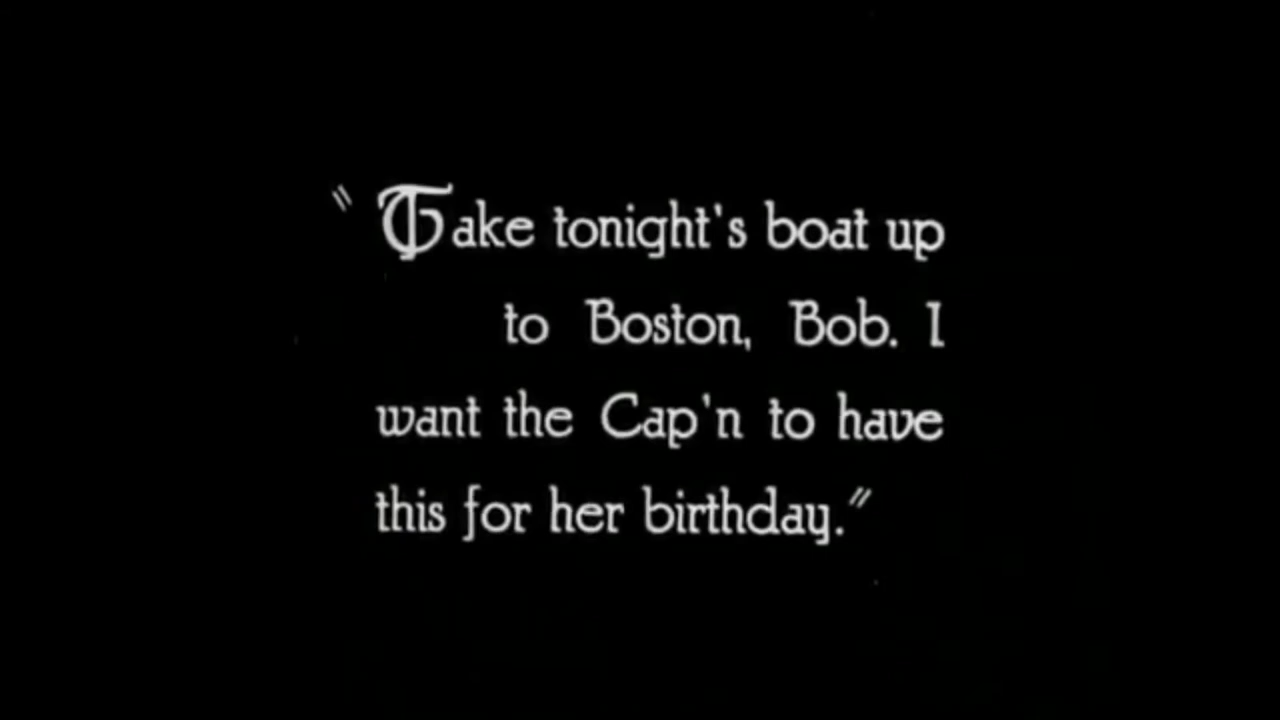 "Take tonight's boat up
to Boston, Bob. I
want the Cap'n to have
this for her birthday."